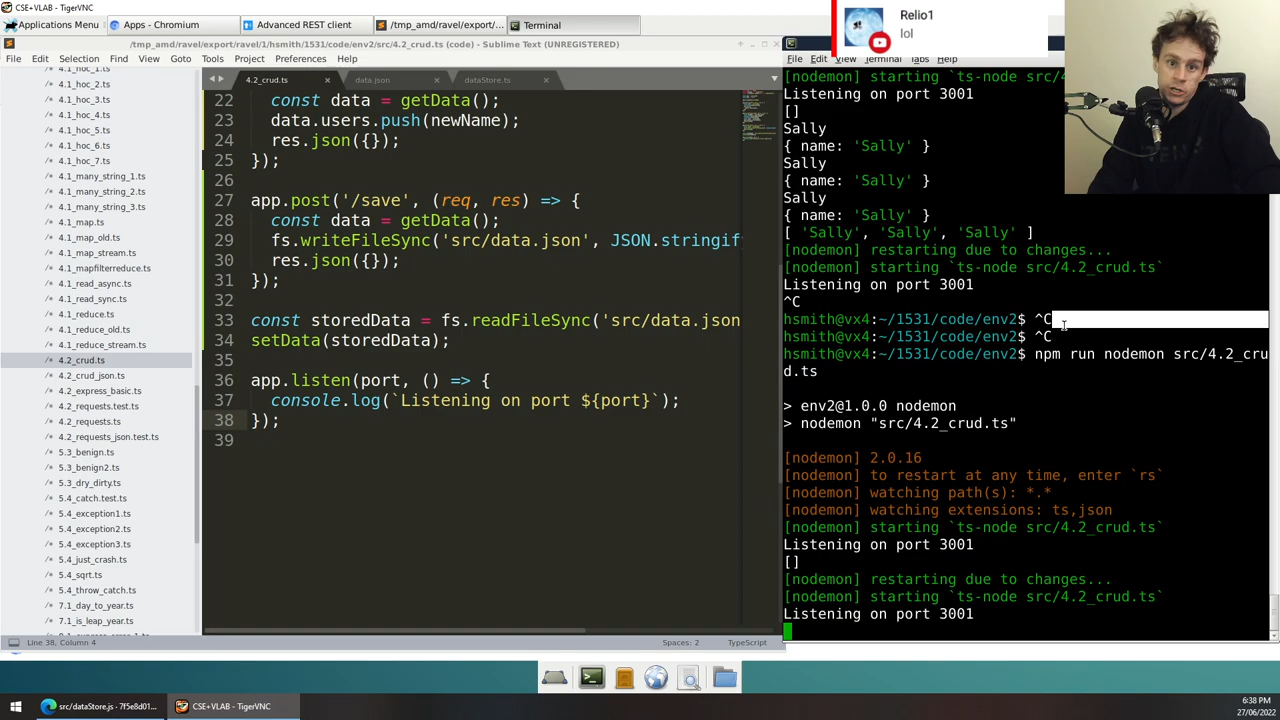 CSE+VLAB - TigerVNC
Applications Menu
Apps - Chromium
Advanced REST client
/tmp_amd/ravel/export/...
Terminal
Relio1
lol
/tmp_amd/ravel/export/ravel/1/hsmith/1531/code/env2/src/4.2_crud.ts (code) - Sublime Text (UNREGISTERED)
File Edit Selection Find View Goto Tools Project Preferences Help
4.1_hoc_1.ts
4.1_hoc_2.ts
4.1_hoc_3.ts
4.1_hoc_4.ts
4.1_hoc_5.ts
4.1_hoc_6.ts
4.1_hoc_7.ts
4.1_many_string_1.ts
4.1_many_string_2.ts
4.1_many_string_3.ts
4.1_map.ts
4.1_map_old.ts
4.1_map_stream.ts
4.1_mapfilterreduce.ts
4.1_read_async.ts
4.1_read_sync.ts
4.1_reduce.ts
4.1_reduce_old.ts
4.1_reduce_stream.ts
4.2_crud.ts
4.2_crud_json.ts
4.2_express_basic.ts
4.2_requests.test.ts
4.2_requests.ts
4.2_requests_json.test.ts
5.3_benign.ts
5.3_benign2.ts
5.3_dry_dirty.ts
5.4_catch.test.ts
5.4_exception1.ts
5.4_exception2.ts
5.4_exception3.ts
5.4_just_crash.ts
5.4_sqrt.ts
5.4_throw_catch.ts
7.1_day_to_year.ts
7.1_is_leap_year.ts
4.2_crud.ts
data.json
dataStore.ts
22 const data = getData();
23 data.users.push(newName);
24 res.json({});
25 });
26
27 app.post('/save', (req, res) => {
28 const data = getData();
29 fs.writeFileSync('src/data.json', JSON.stringif
30 res.json({});
31 });
32
33 const storedData = fs.readFileSync('src/data.json
34 setData(storedData);
35
36 app.listen(port, () => {
37 console.log(`Listening on port ${port}`);
38 });
39
File Edit View Terminal Tabs Help
[nodemon] starting `ts-node src/4
Listening on port 3001
[]
Sally
{ name: 'Sally' }
Sally
{ name: 'Sally' }
Sally
{ name: 'Sally' }
[ 'Sally', 'Sally', 'Sally' ]
[nodemon] restarting due to changes...
[nodemon] starting `ts-node src/4.2_crud.ts`
Listening on port 3001
^C
hsmith@vx4:~/1531/code/env2$ ^C
hsmith@vx4:~/1531/code/env2$ ^C
hsmith@vx4:~/1531/code/env2$ npm run nodemon src/4.2_cru
d.ts
> env2@1.0.0 nodemon
> nodemon "src/4.2_crud.ts"
[nodemon] 2.0.16
[nodemon] to restart at any time, enter `rs`
[nodemon] watching path(s): *.*
[nodemon] watching extensions: ts,json
[nodemon] starting `ts-node src/4.2_crud.ts`
Listening on port 3001
[]
[nodemon] restarting due to changes...
[nodemon] starting `ts-node src/4.2_crud.ts`
Listening on port 3001
Line 38, Column 4
Spaces: 2
TypeScript
src/dataStore.js · 7f5e8d01...
CSE+VLAB - TigerVNC
6:38 PM
27/06/2022